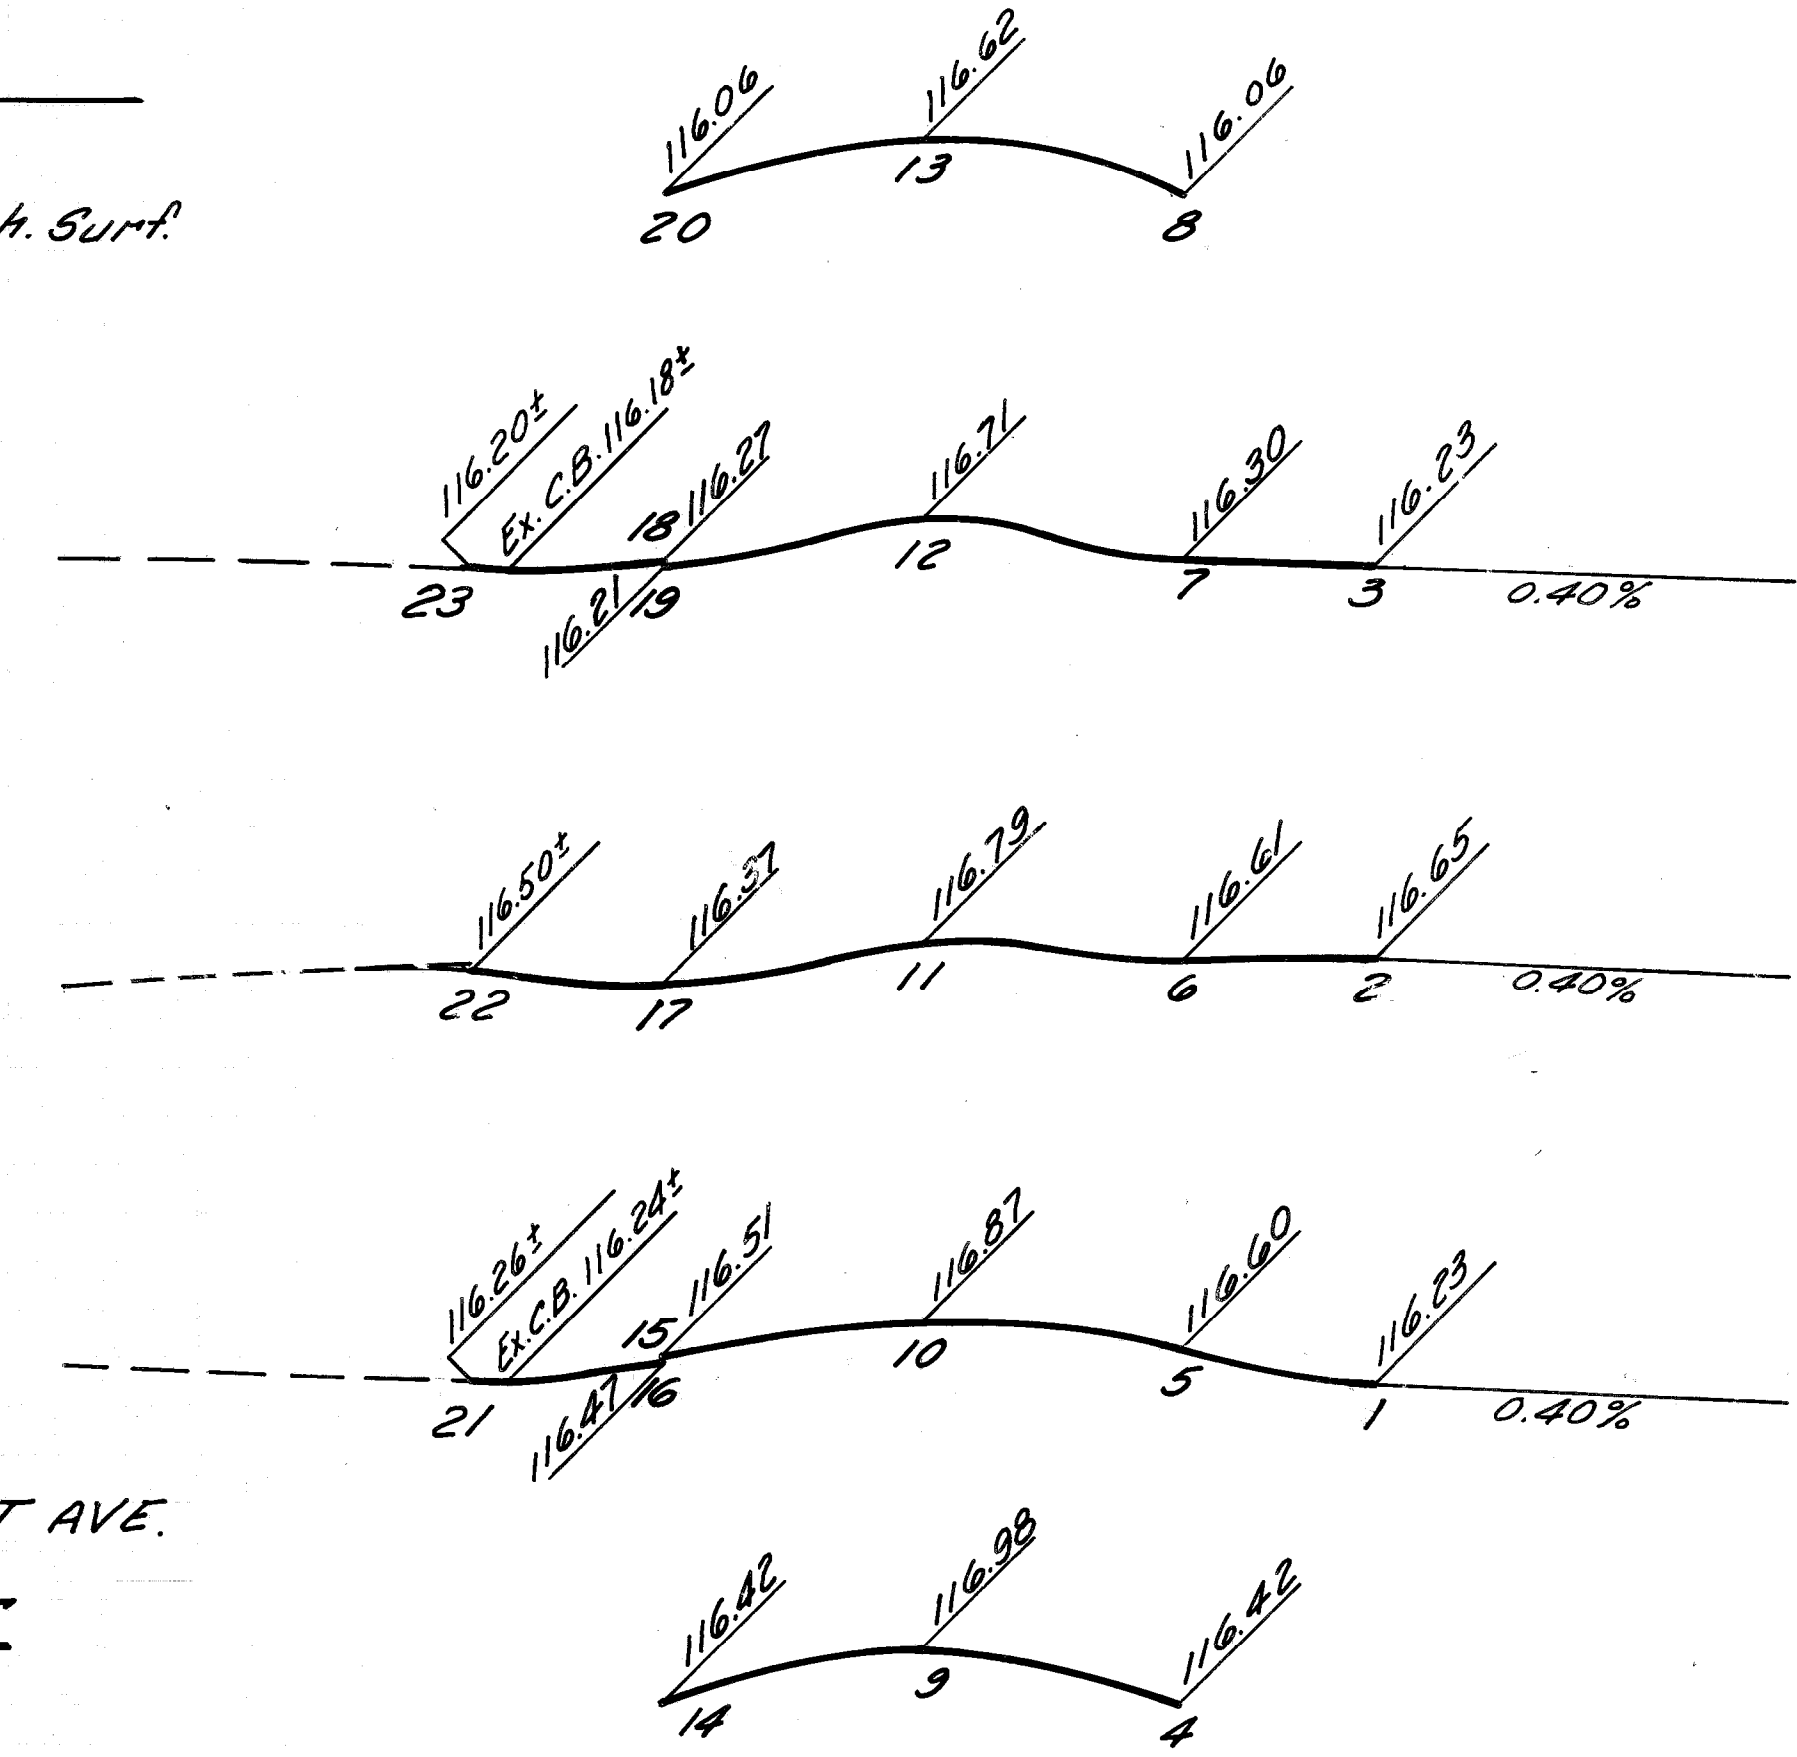 116.06 116.62 116.06
20 13 8
h. Surf.
116.20± Ex. C.B. 116.18± 18 116.27 116.71 116.30 116.23
23 116.21 19 12 7 3 0.40%
116.50± 116.37 116.79 116.61 116.65
22 17 11 6 2 0.40%
116.26± Ex. C.B. 116.24± 15 116.51 116.87 116.60 116.23
21 116.47 16 10 5 1 0.40%
T AVE.
116.42 116.98 116.42
14 9 4